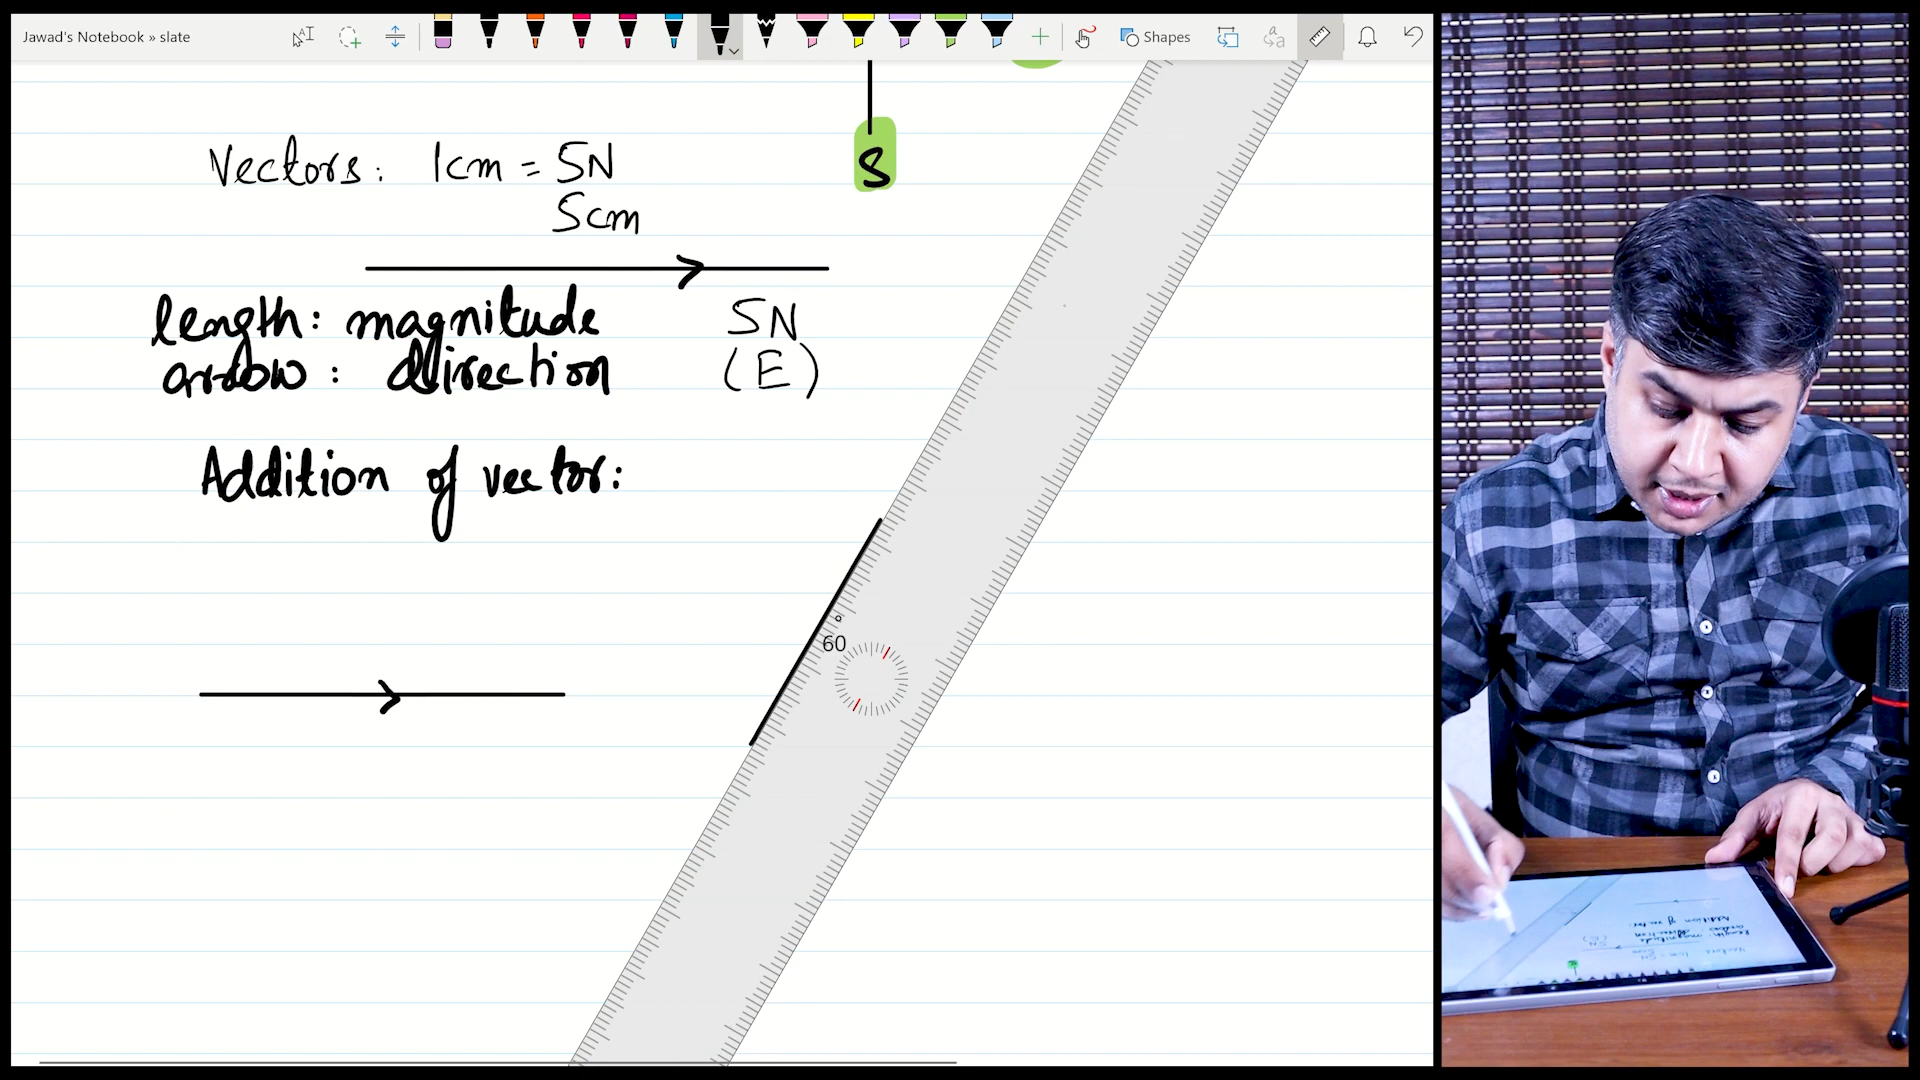 Jawad's Notebook » slate
Shapes
S
Vectors: 1cm = 5N
5cm
length: magnitude
5N
arrow: direction
(E)
Addition of vector:
60°